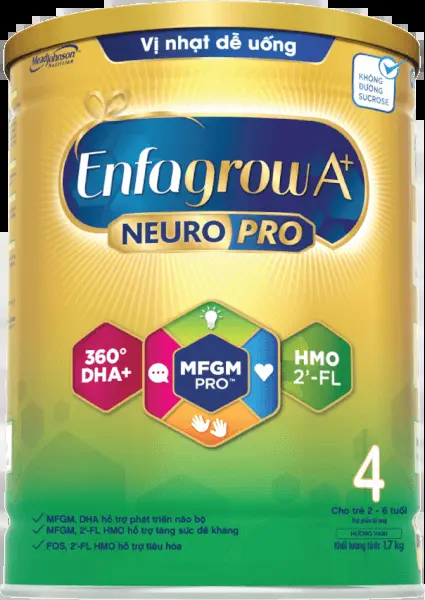 MeadJohnson
Nutrition
Vị nhạt dễ uống
KHÔNG
ĐƯỜNG
SUCROSE
EnfagrowA+
NEURO PRO
360°
DHA+
MFGM
PRO™
HMO
2'-FL
4
Cho trẻ 2 - 6 tuổi
HƯƠNG VANI
Khối lượng tịnh: 1,7 kg
MFGM, DHA hỗ trợ phát triển não bộ
MFGM, 2'-FL HMO hỗ trợ tăng sức đề kháng
FOS, 2'-FL HMO hỗ trợ tiêu hóa